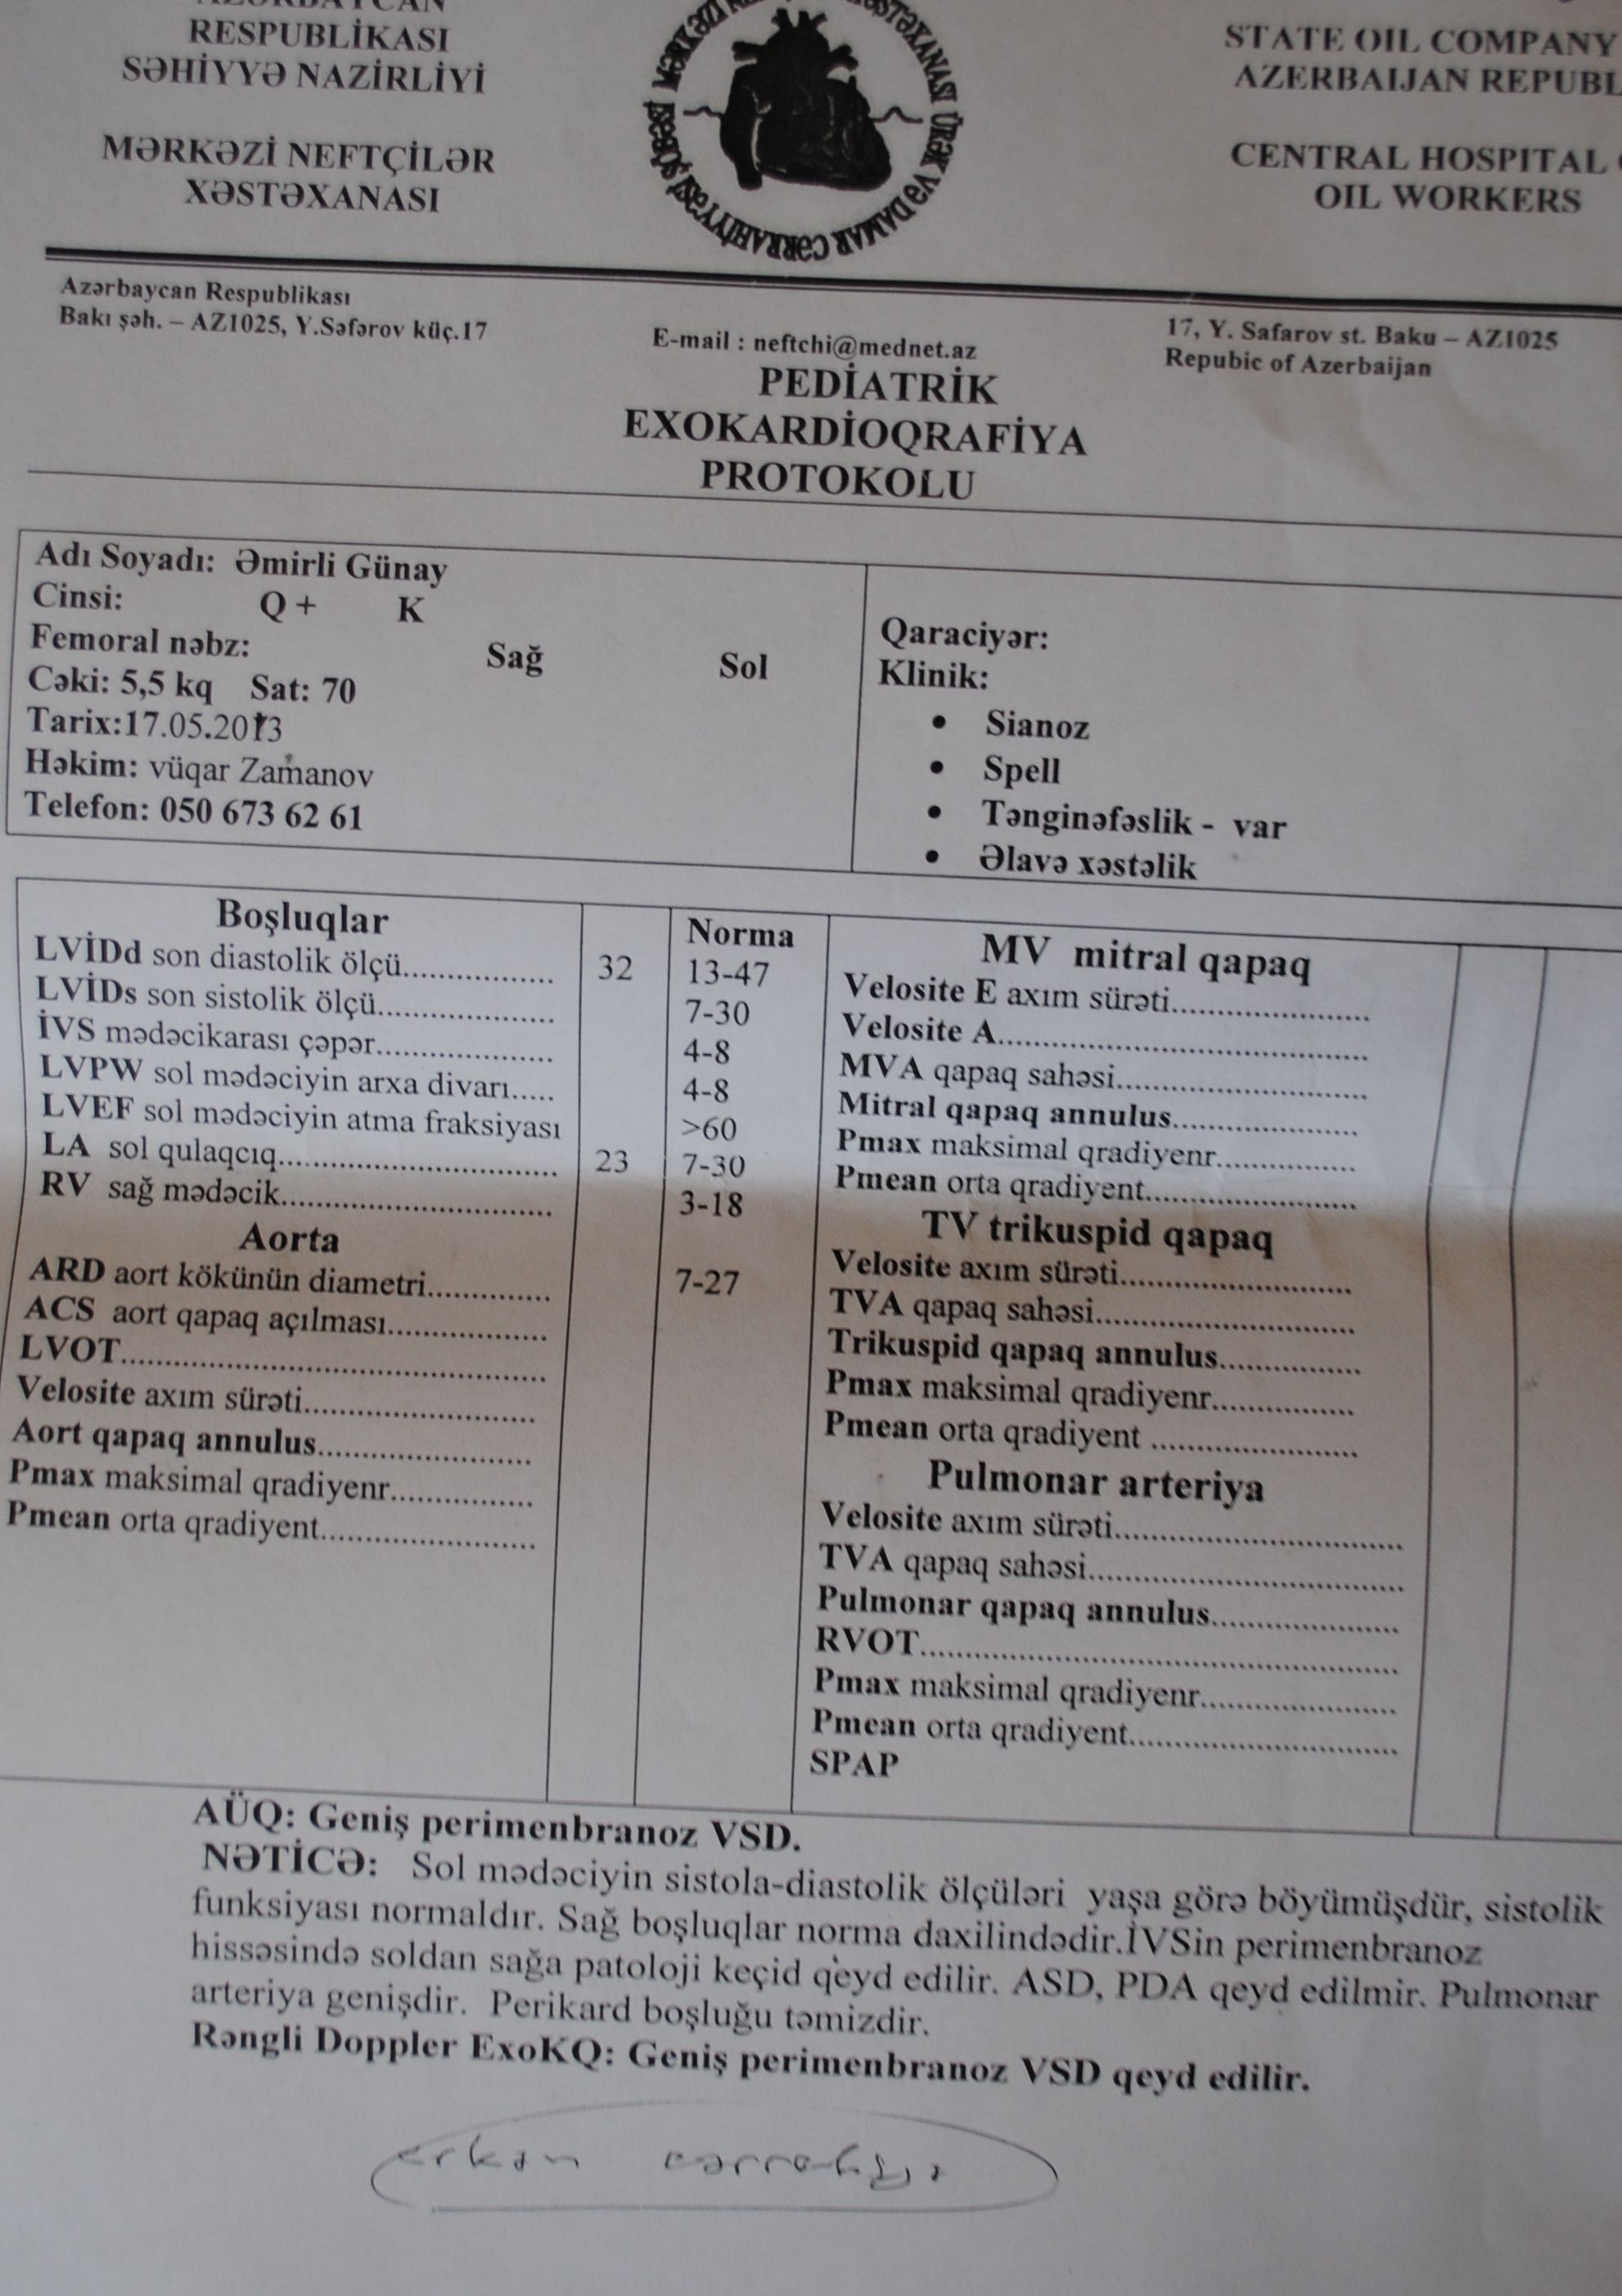 AZƏRBAYCAN
RESPUBLİKASI
SƏHİYYƏ NAZİRLİYİ
MƏRKƏZİ NEFTÇİLƏR
XƏSTƏXANASI
ÜRƏK VƏ DAMAR CƏRRAHİYYƏSİ ŞÖBƏSİ
STATE OIL COMPANY
AZERBAIJAN REPUBL
CENTRAL HOSPITAL
OIL WORKERS
Azərbaycan Respublikası
Bakı şəh. – AZ1025, Y.Səfərov küç.17
E-mail : neftchi@mednet.az
17, Y. Safarov st. Baku – AZ1025
Repubic of Azerbaijan
PEDİATRİK
EXOKARDİOQRAFİYA
PROTOKOLU
Adı Soyadı: Əmirli Günay
Cinsi: Q + K
Femoral nəbz: Sağ Sol
Cəki: 5,5 kq Sat: 70
Tarix:17.05.2013
Həkim: vüqar Zamanov
Telefon: 050 673 62 61
Qaraciyər:
Klinik:
• Sianoz
• Spell
• Tənginəfəslik - var
• Əlavə xəstəlik
Boşluqlar Norma
LVİDd son diastolik ölçü.................. 32 13-47
LVİDs son sistolik ölçü..................... 7-30
İVS mədəcikarası çəpər..................... 4-8
LVPW sol mədəciyin arxa divarı..... 4-8
LVEF sol mədəciyin atma fraksiyası >60
LA sol qulaqcıq.................................. 23 7-30
RV sağ mədəcik................................. 3-18
Aorta
ARD aort kökünün diametri.............. 7-27
ACS aort qapaq açılması...................
LVOT....................................................
Velosite axım sürəti............................
Aort qapaq annulus..........................
Pmax maksimal qradiyenr.................
Pmean orta qradiyent..........................
MV mitral qapaq
Velosite E axım sürəti........................
Velosite A.............................................
MVA qapaq sahəsi..............................
Mitral qapaq annulus.......................
Pmax maksimal qradiyenr.................
Pmean orta qradiyent..........................
TV trikuspid qapaq
Velosite axım sürəti............................
TVA qapaq sahəsi................................
Trikuspid qapaq annulus.................
Pmax maksimal qradiyenr.................
Pmean orta qradiyent .........................
Pulmonar arteriya
Velosite axım sürəti...................................
TVA qapaq sahəsi......................................
Pulmonar qapaq annulus.......................
RVOT..........................................................
Pmax maksimal qradiyenr.......................
Pmean orta qradiyent................................
SPAP
AÜQ: Geniş perimenbranoz VSD.
NƏTİCƏ: Sol mədəciyin sistola-diastolik ölçüləri yaşa görə böyümüşdür, sistolik
funksiyası normaldır. Sağ boşluqlar norma daxilindədir.İVSin perimenbranoz
hissəsində soldan sağa patoloji keçid qeyd edilir. ASD, PDA qeyd edilmir. Pulmonar
arteriya genişdir. Perikard boşluğu təmizdir.
Rəngli Doppler ExoKQ: Geniş perimenbranoz VSD qeyd edilir.
erkən